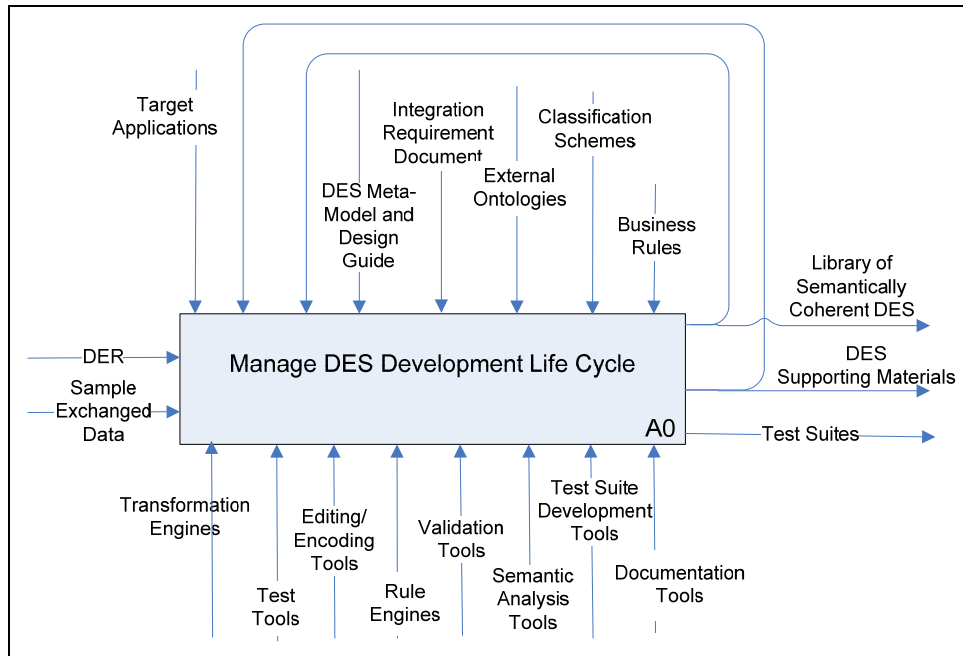 Target
Applications
DES Meta-
Model and
Design
Guide
Integration
Requirement
Document
External
Ontologies
Classification
Schemes
Business
Rules
Library of
Semantically
Coherent DES
DER
Sample
Exchanged
Data
Manage DES Development Life Cycle
A0
DES
Supporting Materials
Test Suites
Transformation
Engines
Test
Tools
Editing/
Encoding
Tools
Rule
Engines
Validation
Tools
Semantic
Analysis
Tools
Test Suite
Development
Tools
Documentation
Tools